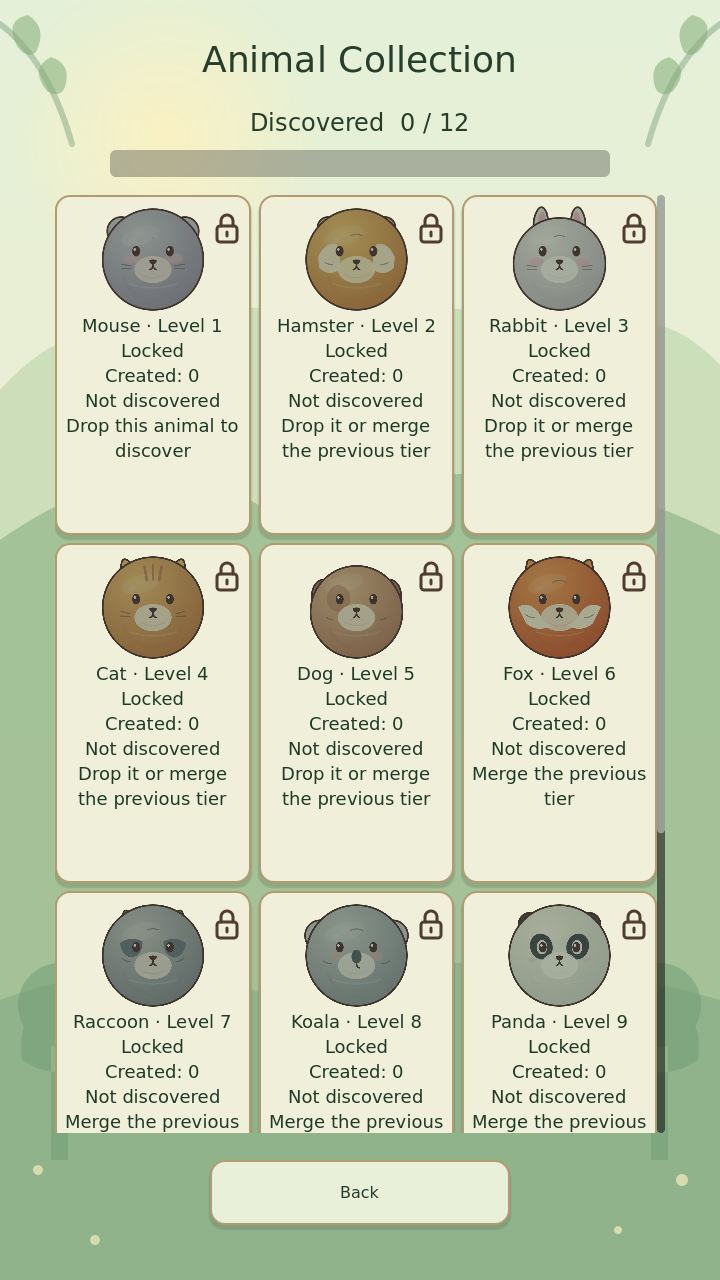 Animal Collection
Discovered 0 / 12
Mouse · Level 1
Locked
Created: 0
Not discovered
Drop this animal to
discover
Hamster · Level 2
Locked
Created: 0
Not discovered
Drop it or merge
the previous tier
Rabbit · Level 3
Locked
Created: 0
Not discovered
Drop it or merge
the previous tier
Cat · Level 4
Locked
Created: 0
Not discovered
Drop it or merge
the previous tier
Dog · Level 5
Locked
Created: 0
Not discovered
Drop it or merge
the previous tier
Fox · Level 6
Locked
Created: 0
Not discovered
Merge the previous
tier
Raccoon · Level 7
Locked
Created: 0
Not discovered
Merge the previous
Koala · Level 8
Locked
Created: 0
Not discovered
Merge the previous
Panda · Level 9
Locked
Created: 0
Not discovered
Merge the previous
Back